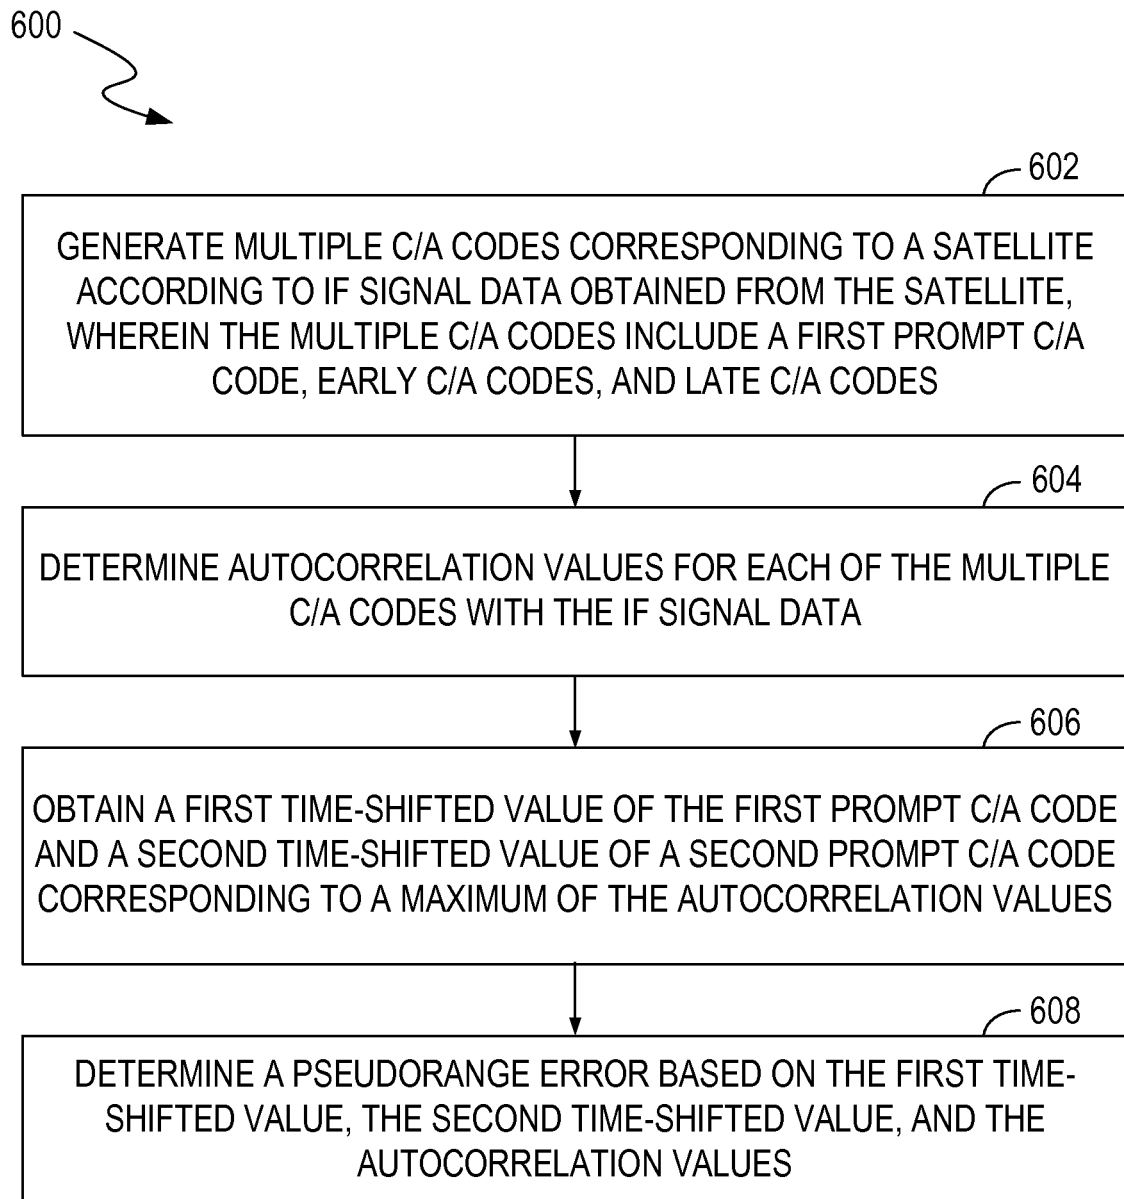 600
602
GENERATE MULTIPLE C/A CODES CORRESPONDING TO A SATELLITE
ACCORDING TO IF SIGNAL DATA OBTAINED FROM THE SATELLITE,
WHEREIN THE MULTIPLE C/A CODES INCLUDE A FIRST PROMPT C/A
CODE, EARLY C/A CODES, AND LATE C/A CODES
604
DETERMINE AUTOCORRELATION VALUES FOR EACH OF THE MULTIPLE
C/A CODES WITH THE IF SIGNAL DATA
606
OBTAIN A FIRST TIME-SHIFTED VALUE OF THE FIRST PROMPT C/A CODE
AND A SECOND TIME-SHIFTED VALUE OF A SECOND PROMPT C/A CODE
CORRESPONDING TO A MAXIMUM OF THE AUTOCORRELATION VALUES
608
DETERMINE A PSEUDORANGE ERROR BASED ON THE FIRST TIME-
SHIFTED VALUE, THE SECOND TIME-SHIFTED VALUE, AND THE
AUTOCORRELATION VALUES